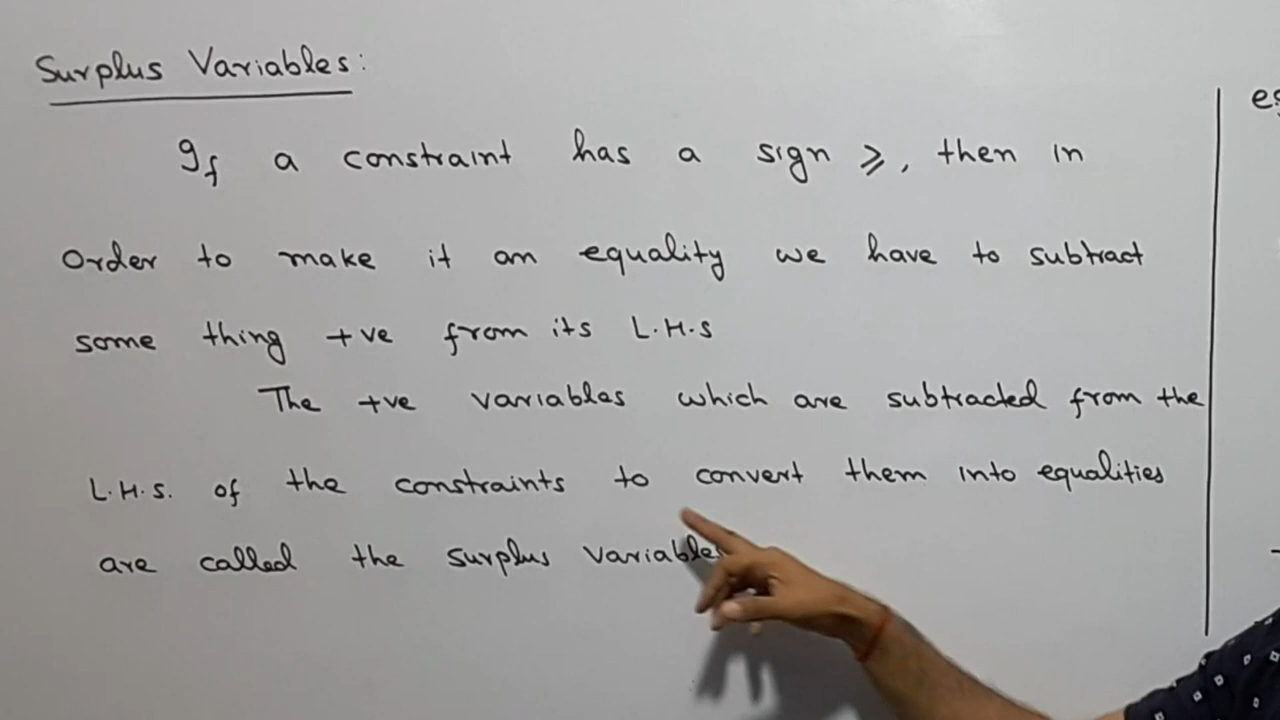 Surplus Variables:
If a constraint has a sign ⩾, then in
order to make it an equality we have to subtract
some thing +ve from its L.H.S
The +ve variables which are subtracted from the
L.H.S. of the constraints to convert them into equalities
are called the surplus variables